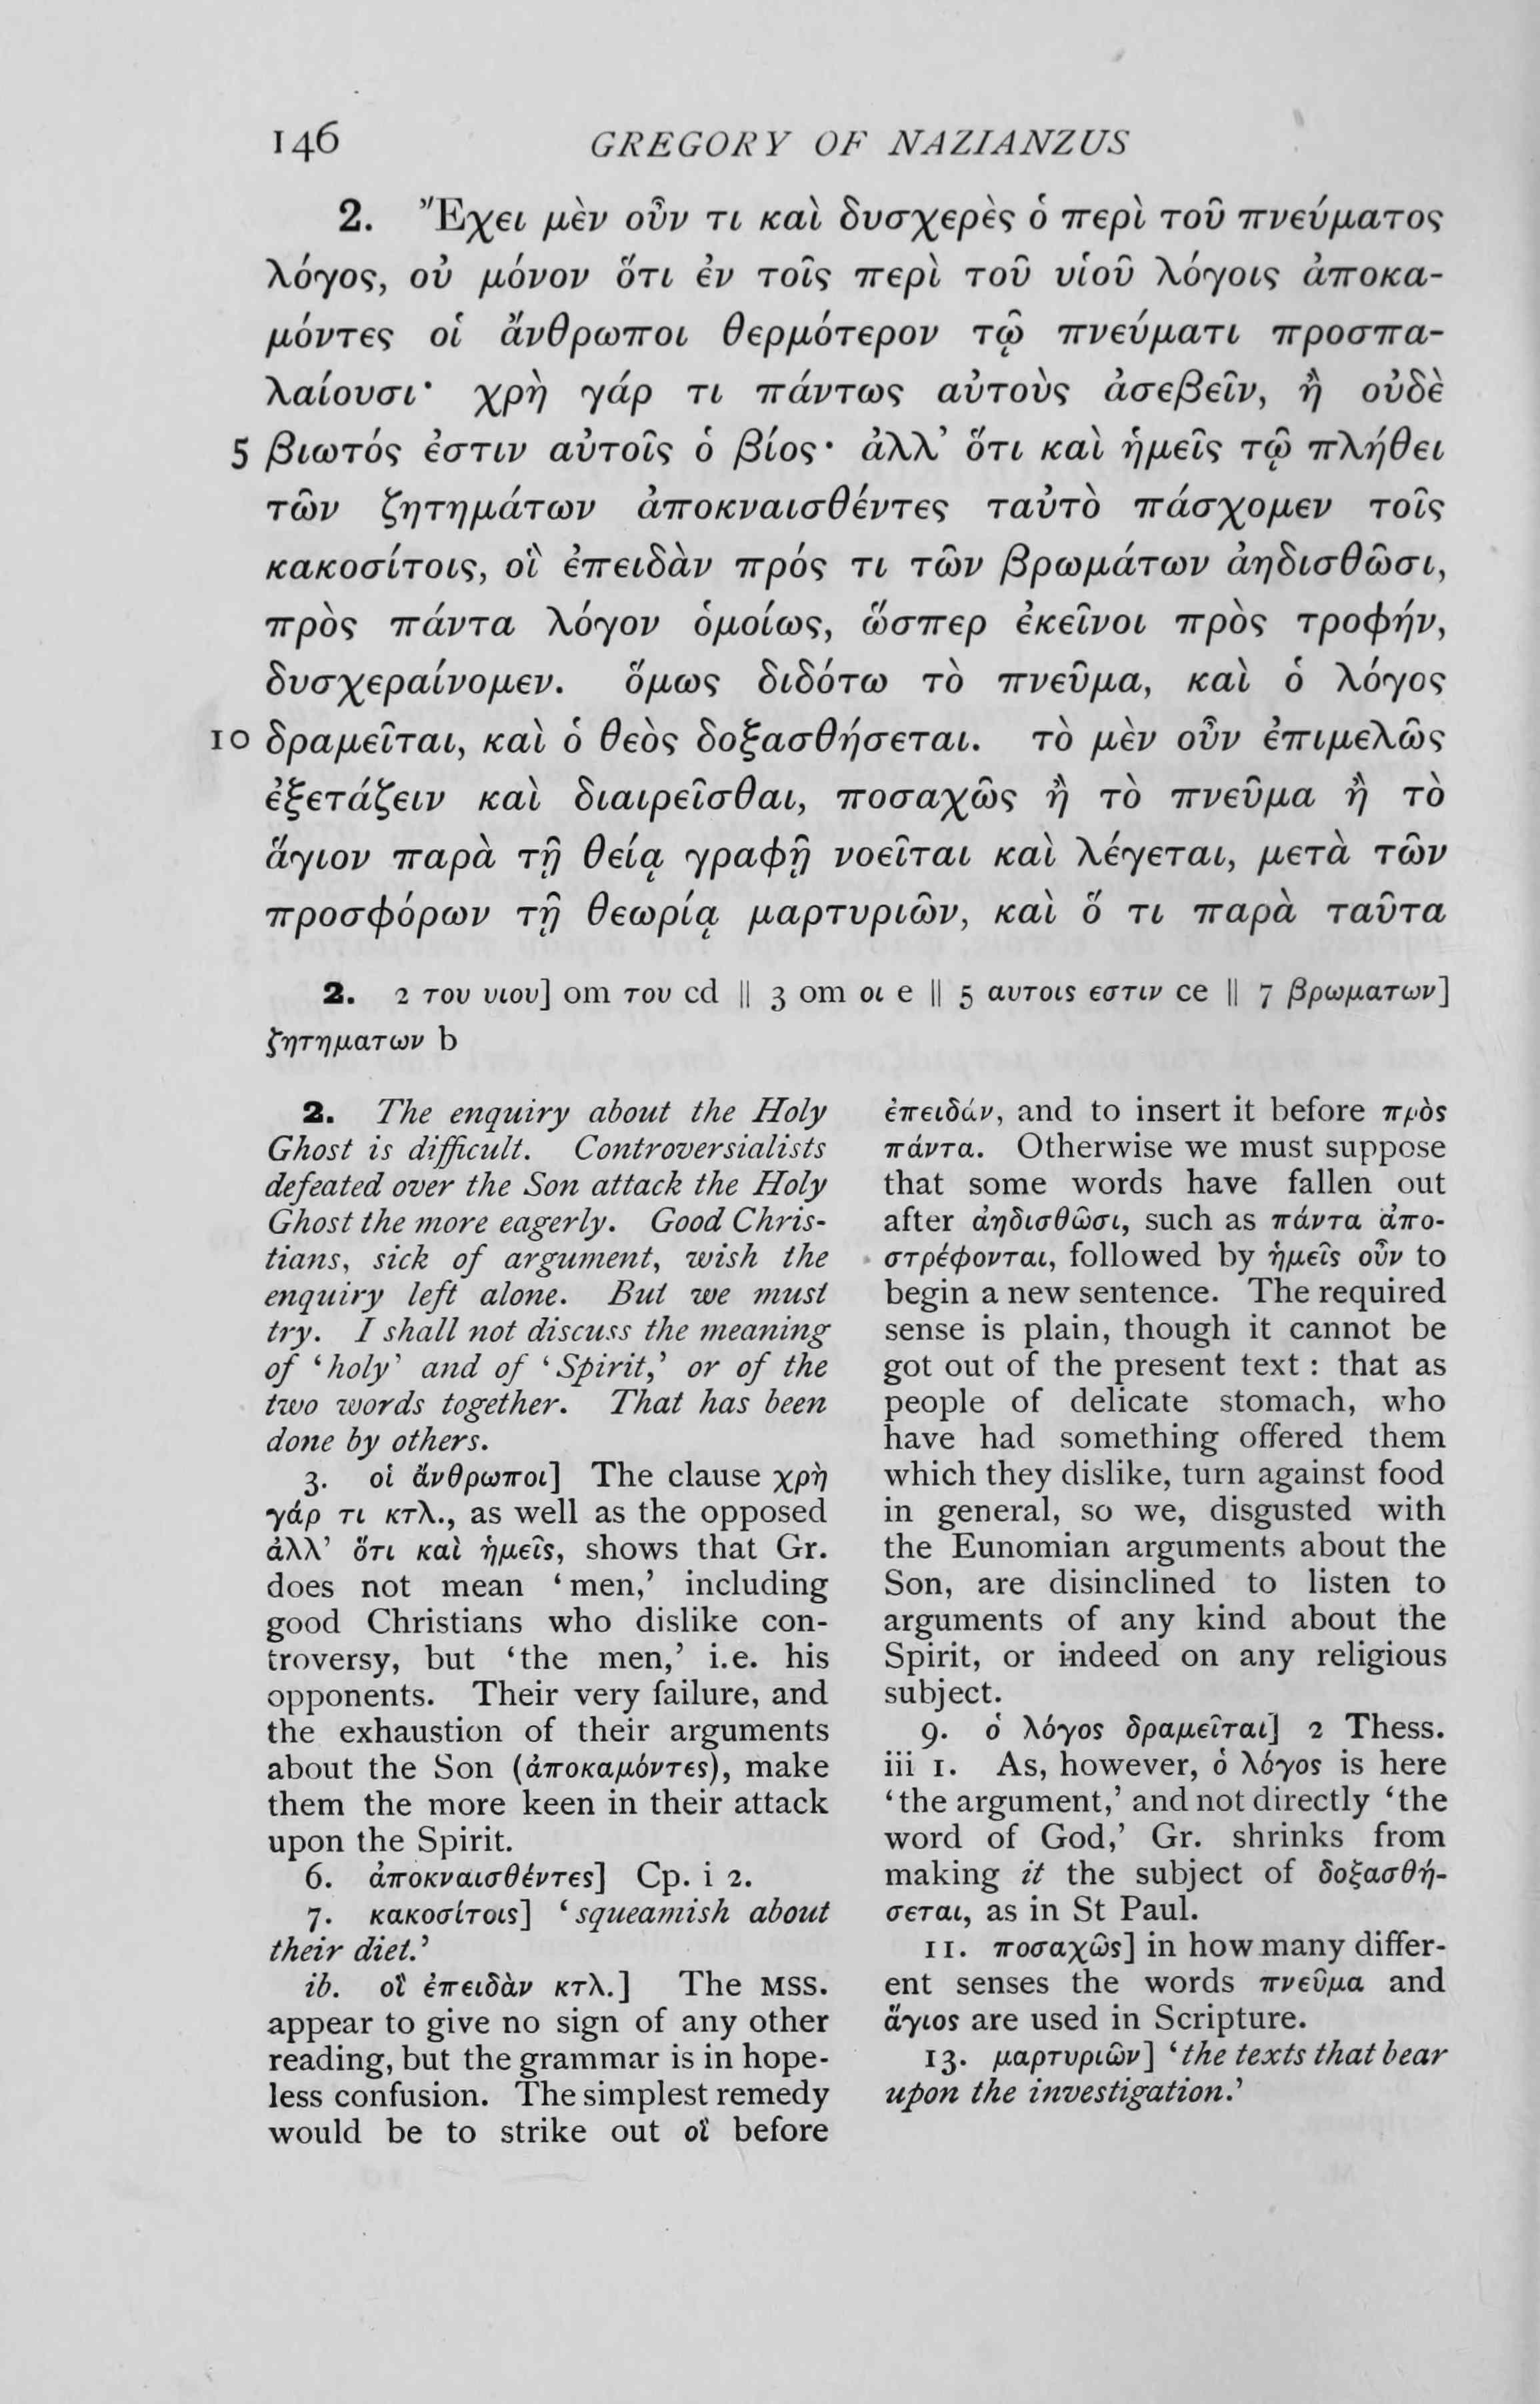 146 GREGORY OF NAZIANZUS
2. Ἔχει μὲν οὖν τι καὶ δυσχερὲς ὁ περὶ τοῦ πνεύματος
λόγος, οὐ μόνον ὅτι ἐν τοῖς περὶ τοῦ υἱοῦ λόγοις ἀποκα-
μόντες οἱ ἄνθρωποι θερμότερον τῷ πνεύματι προσπα-
λαίουσι· χρὴ γάρ τι πάντως αὐτοὺς ἀσεβεῖν, ἢ οὐδὲ
5 βιωτός ἐστιν αὐτοῖς ὁ βίος· ἀλλ’ ὅτι καὶ ἡμεῖς τῷ πλήθει
τῶν ζητημάτων ἀποκναισθέντες ταὐτὸ πάσχομεν τοῖς
κακοσίτοις, οἳ ἐπειδὰν πρός τι τῶν βρωμάτων ἀηδισθῶσι,
πρὸς πάντα λόγον ὁμοίως, ὥσπερ ἐκεῖνοι πρὸς τροφήν,
δυσχεραίνομεν. ὅμως διδότω τὸ πνεῦμα, καὶ ὁ λόγος
10 δραμεῖται, καὶ ὁ θεὸς δοξασθήσεται. τὸ μὲν οὖν ἐπιμελῶς
ἐξετάζειν καὶ διαιρεῖσθαι, ποσαχῶς ἢ τὸ πνεῦμα ἢ τὸ
ἅγιον παρὰ τῇ θείᾳ γραφῇ νοεῖται καὶ λέγεται, μετὰ τῶν
προσφόρων τῇ θεωρίᾳ μαρτυριῶν, καὶ ὅ τι παρὰ ταῦτα
2. 2 του υιου] om του cd || 3 om οι e || 5 αυτοις εστιν ce || 7 βρωματων]
ζητηματων b
2. The enquiry about the Holy
Ghost is difficult. Controversialists
defeated over the Son attack the Holy
Ghost the more eagerly. Good Chris-
tians, sick of argument, wish the
enquiry left alone. But we must
try. I shall not discuss the meaning
of ‘holy’ and of ‘Spirit,’ or of the
two words together. That has been
done by others.
3. οἱ ἄνθρωποι] The clause χρὴ
γάρ τι κτλ., as well as the opposed
ἀλλ’ ὅτι καὶ ἡμεῖς, shows that Gr.
does not mean ‘men,’ including
good Christians who dislike con-
troversy, but ‘the men,’ i.e. his
opponents. Their very failure, and
the exhaustion of their arguments
about the Son (ἀποκαμόντες), make
them the more keen in their attack
upon the Spirit.
6. ἀποκναισθέντες] Cp. i 2.
7. κακοσίτοις] ‘squeamish about
their diet.’
ib. οἳ ἐπειδὰν κτλ.] The MSS.
appear to give no sign of any other
reading, but the grammar is in hope-
less confusion. The simplest remedy
would be to strike out οἳ before
ἐπειδάν, and to insert it before πρὸς
πάντα. Otherwise we must suppose
that some words have fallen out
after ἀηδισθῶσι, such as πάντα ἀπο-
στρέφονται, followed by ἡμεῖς οὖν to
begin a new sentence. The required
sense is plain, though it cannot be
got out of the present text: that as
people of delicate stomach, who
have had something offered them
which they dislike, turn against food
in general, so we, disgusted with
the Eunomian arguments about the
Son, are disinclined to listen to
arguments of any kind about the
Spirit, or indeed on any religious
subject.
9. ὁ λόγος δραμεῖται] 2 Thess.
iii 1. As, however, ὁ λόγος is here
‘the argument,’ and not directly ‘the
word of God,’ Gr. shrinks from
making it the subject of δοξασθή-
σεται, as in St Paul.
11. ποσαχῶς] in how many differ-
ent senses the words πνεῦμα and
ἅγιος are used in Scripture.
13. μαρτυριῶν] ‘the texts that bear
upon the investigation.’